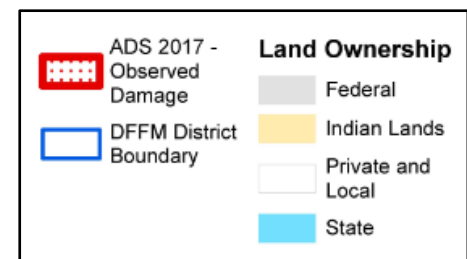 ADS 2017 -
Observed
Damage
DFFM District
Boundary
Land Ownership
Federal
Indian Lands
Private and
Local
State